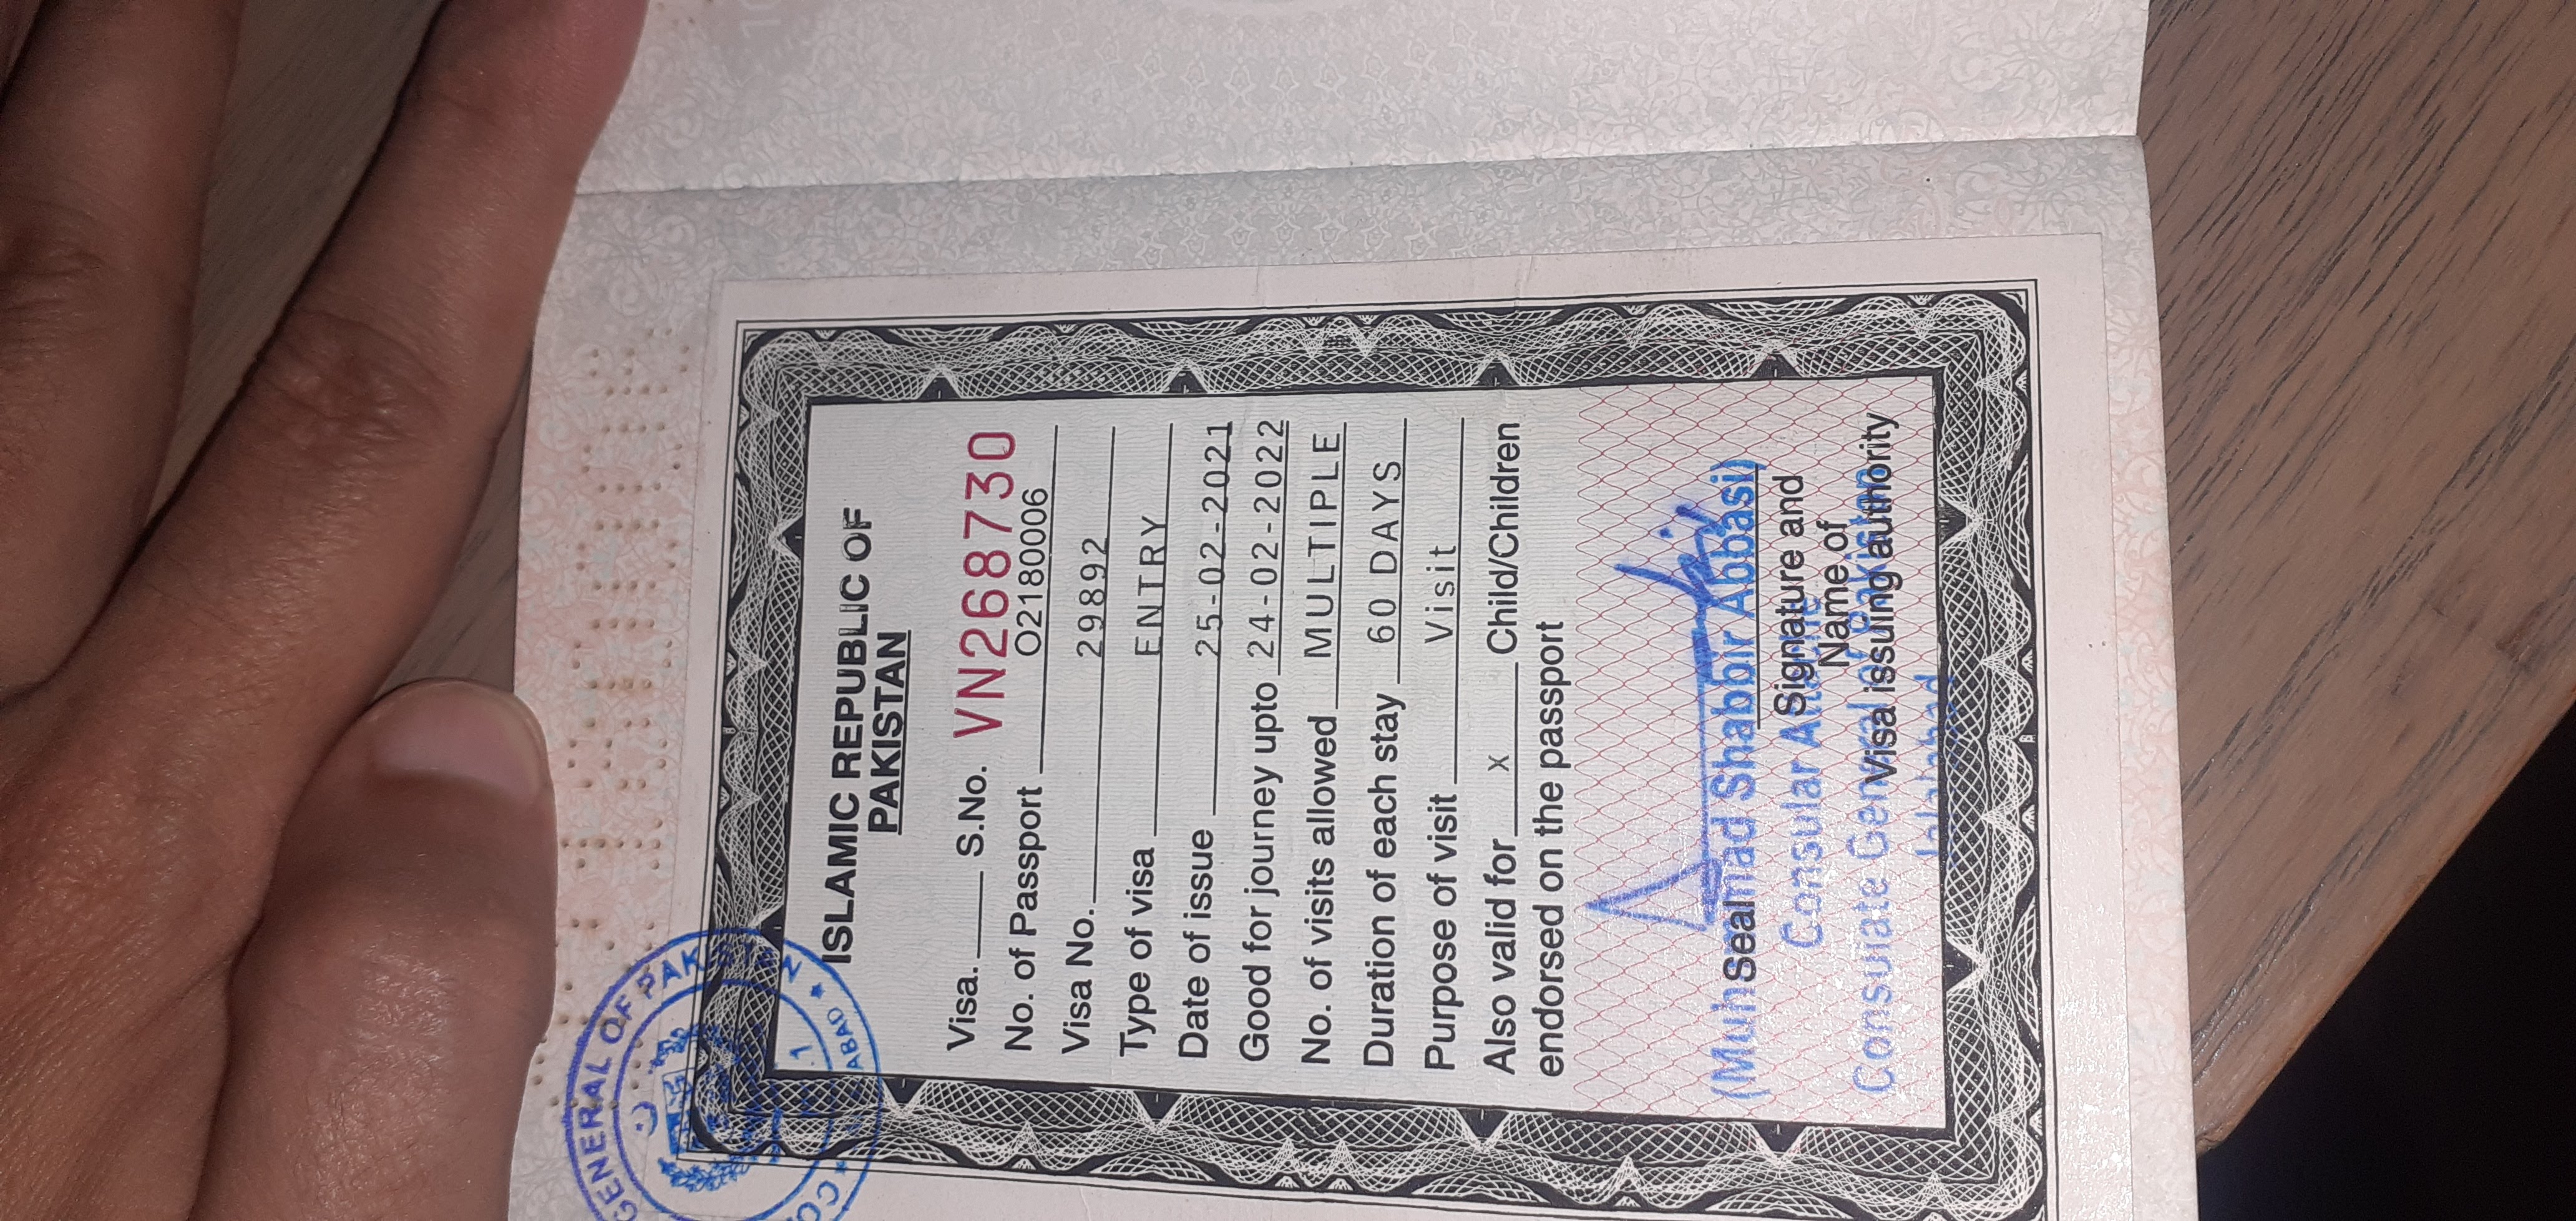 GENERAL OF PAKISTAN
ABAD
ISLAMIC REPUBLIC OF
PAKISTAN
Visa. S.No. VN268730
No. of Passport O2180006
Visa No. 29892
Type of visa ENTRY
Date of issue 25-02-2021
Good for journey upto 24-02-2022
No. of visits allowed MULTIPLE
Duration of each stay 60 DAYS
Purpose of visit Visit
Also valid for x Child/Children
endorsed on the passport
(Muhammad Shabbir Abbasi)
Seal
Consular Attache
Signature and
Name of
Consulate General of Pakistan
Visa issuing authority
Jalalabad